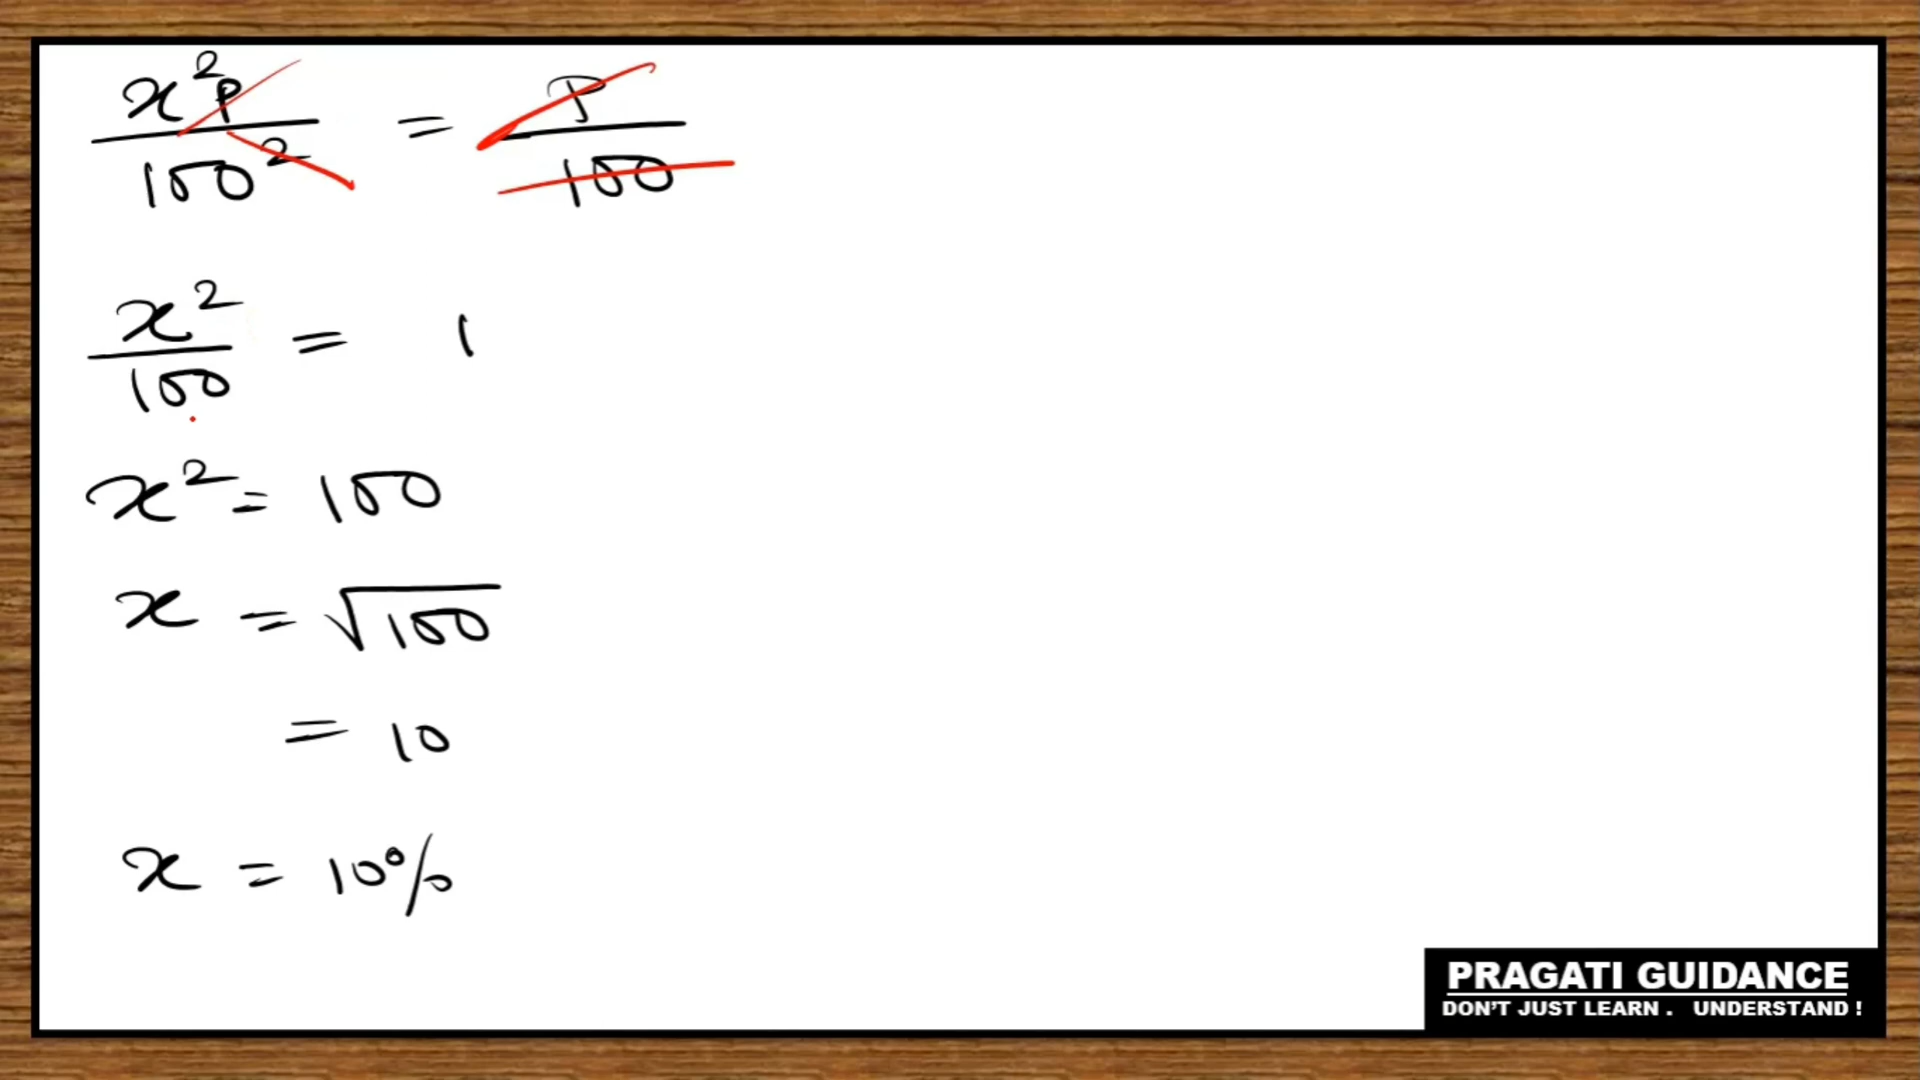 x²P/100² = P/100
x²/100 = 1
x² = 100
x = √100
= 10
x = 10%
PRAGATI GUIDANCE
DON'T JUST LEARN . UNDERSTAND !